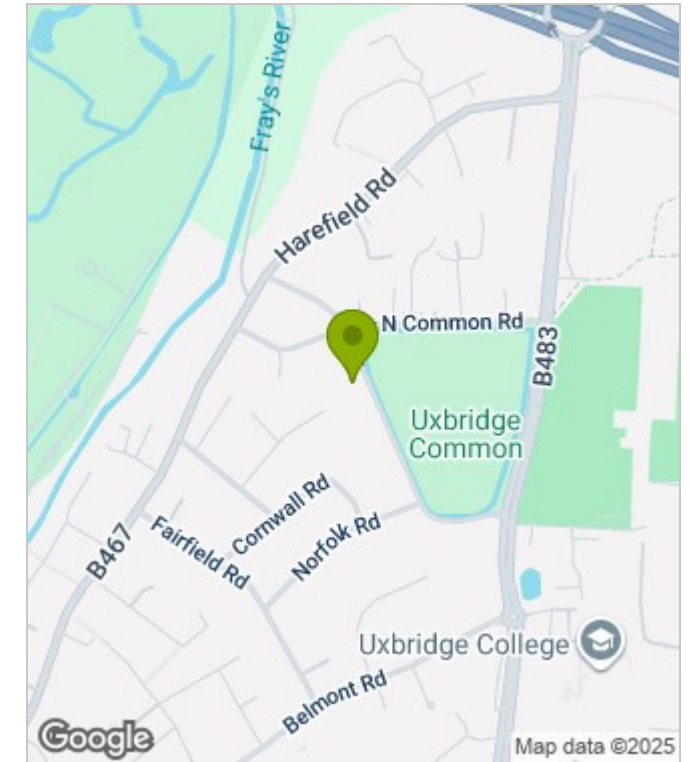 Fray's River
Harefield Rd
N Common Rd
B483
Uxbridge
Common
Cornwall Rd
Norfolk Rd
Fairfield Rd
B467
Uxbridge College
Belmont Rd
Google
Map data ©2025